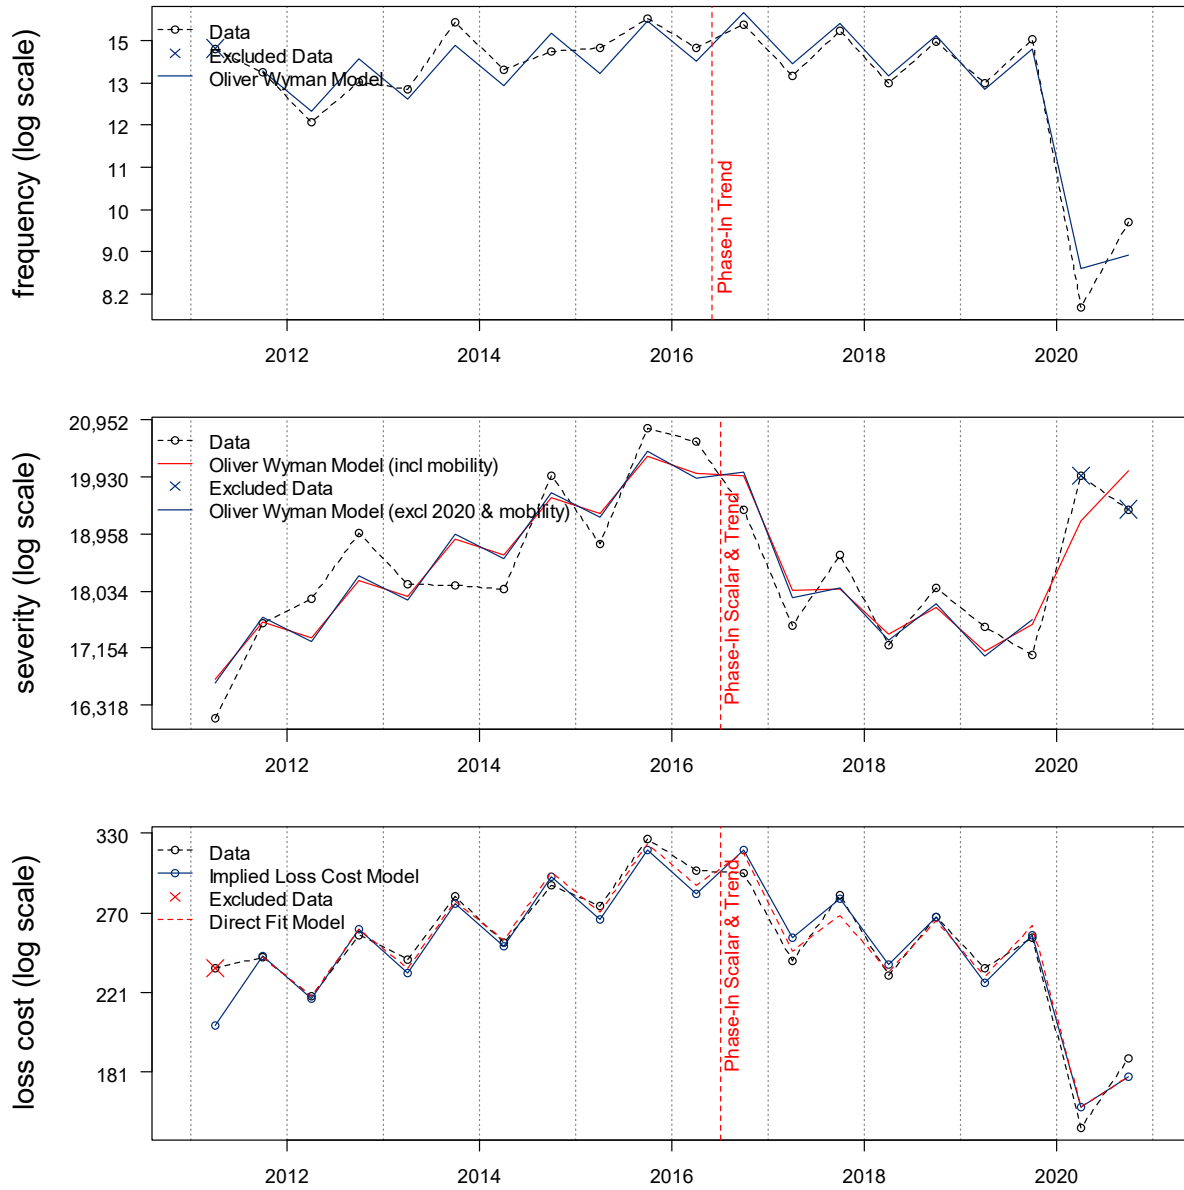 frequency (log scale)
15
13
12
11
10
9.0
8.2
Data
Excluded Data
Oliver Wyman Model
Phase-In Trend
2012
2014
2016
2018
2020
severity (log scale)
20,952
19,930
18,958
18,034
17,154
16,318
Data
Oliver Wyman Model (incl mobility)
Excluded Data
Oliver Wyman Model (excl 2020 & mobility)
Phase-In Scalar & Trend
2012
2014
2016
2018
2020
loss cost (log scale)
330
270
221
181
Data
Implied Loss Cost Model
Excluded Data
Direct Fit Model
Phase-In Scalar & Trend
2012
2014
2016
2018
2020